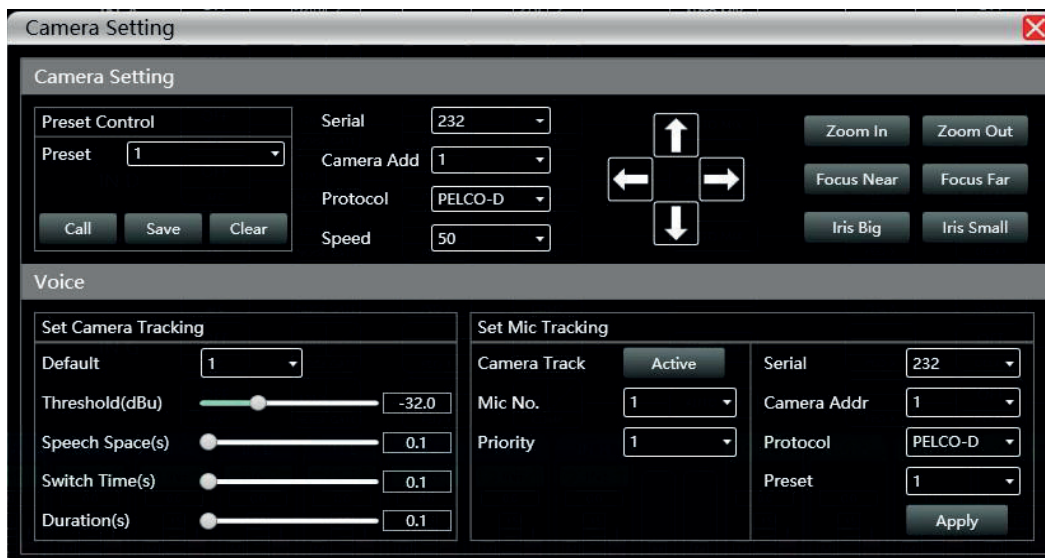 Camera Setting
Camera Setting
Preset Control
Preset 1
Call Save Clear
Serial 232
Camera Add 1
Protocol PELCO-D
Speed 50
Zoom In Zoom Out
Focus Near Focus Far
Iris Big Iris Small
Voice
Set Camera Tracking
Default 1
Threshold(dBu) -32.0
Speech Space(s) 0.1
Switch Time(s) 0.1
Duration(s) 0.1
Set Mic Tracking
Camera Track Active
Mic No. 1
Priority 1
Serial 232
Camera Addr 1
Protocol PELCO-D
Preset 1
Apply